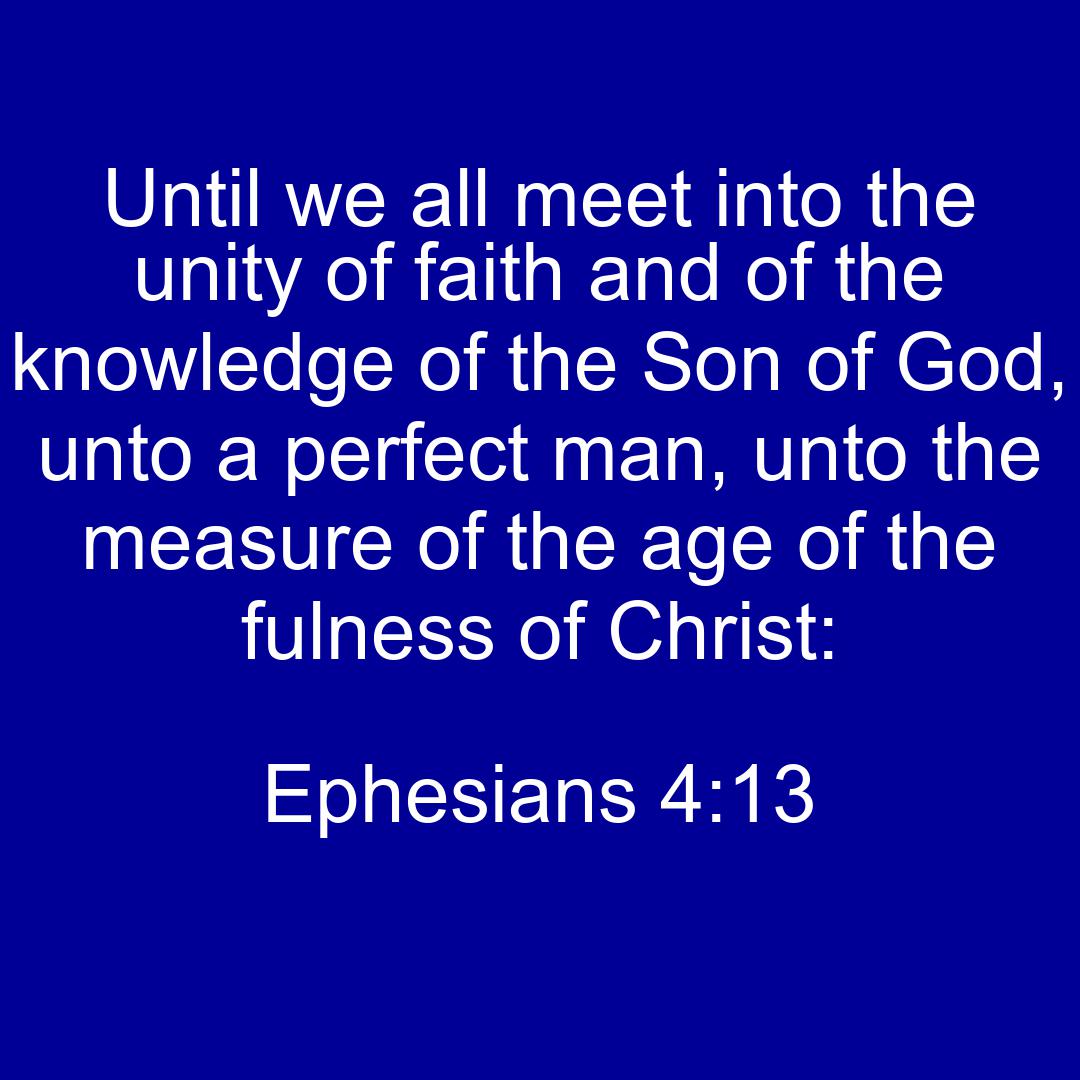 Until we all meet into the
unity of faith and of the
knowledge of the Son of God,
unto a perfect man, unto the
measure of the age of the
fulness of Christ:
Ephesians 4:13